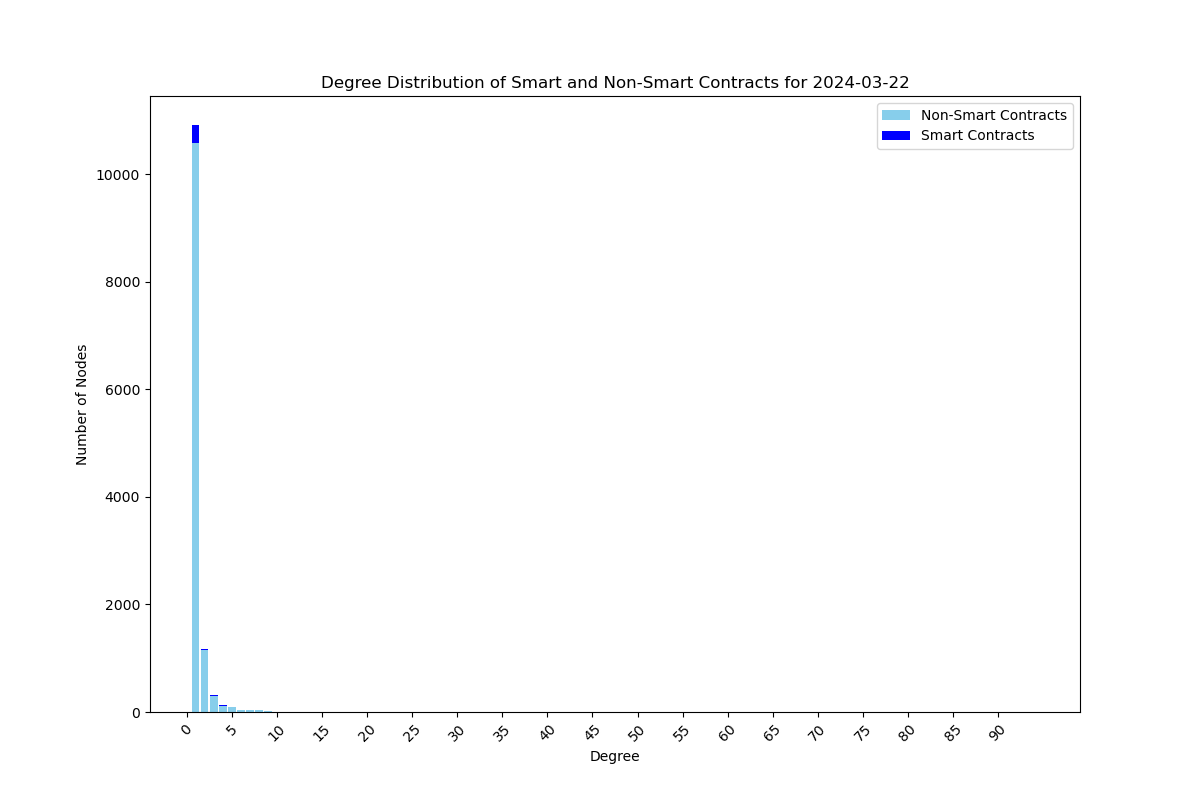 Degree Distribution of Smart and Non-Smart Contracts for 2024-03-22
Non-Smart Contracts
Smart Contracts
10000
8000
6000
4000
2000
0
Number of Nodes
0 5 10 15 20 25 30 35 40 45 50 55 60 65 70 75 80 85 90
Degree